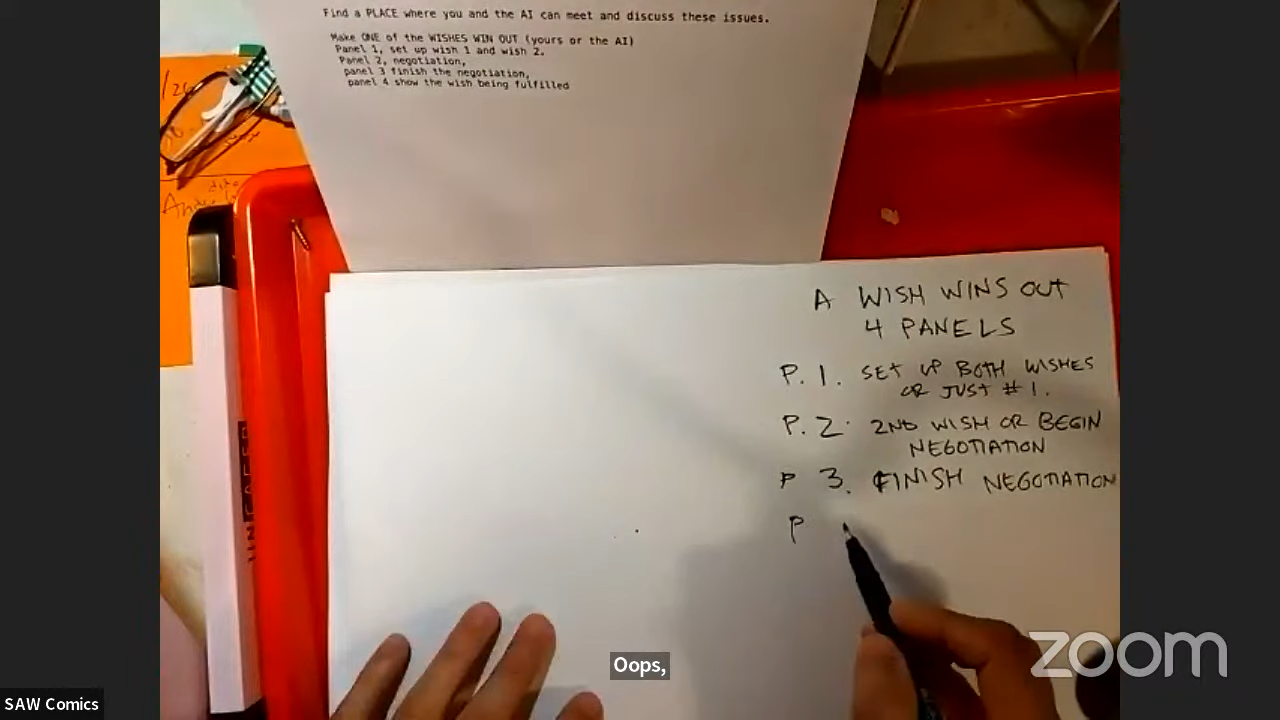 Find a PLACE where you and the AI can meet and discuss these issues.
Make ONE of the WISHES WIN OUT (yours or the AI)
Panel 1, set up wish 1 and wish 2.
Panel 2, negotiation,
panel 3 finish the negotiation,
panel 4 show the wish being fulfilled
A WISH WINS OUT
4 PANELS
P. 1. SET UP BOTH WISHES
OR JUST #1.
P. 2. 2ND WISH OR BEGIN
NEGOTIATION
P 3. FINISH NEGOTIATION
P
Oops,
zoom
SAW Comics